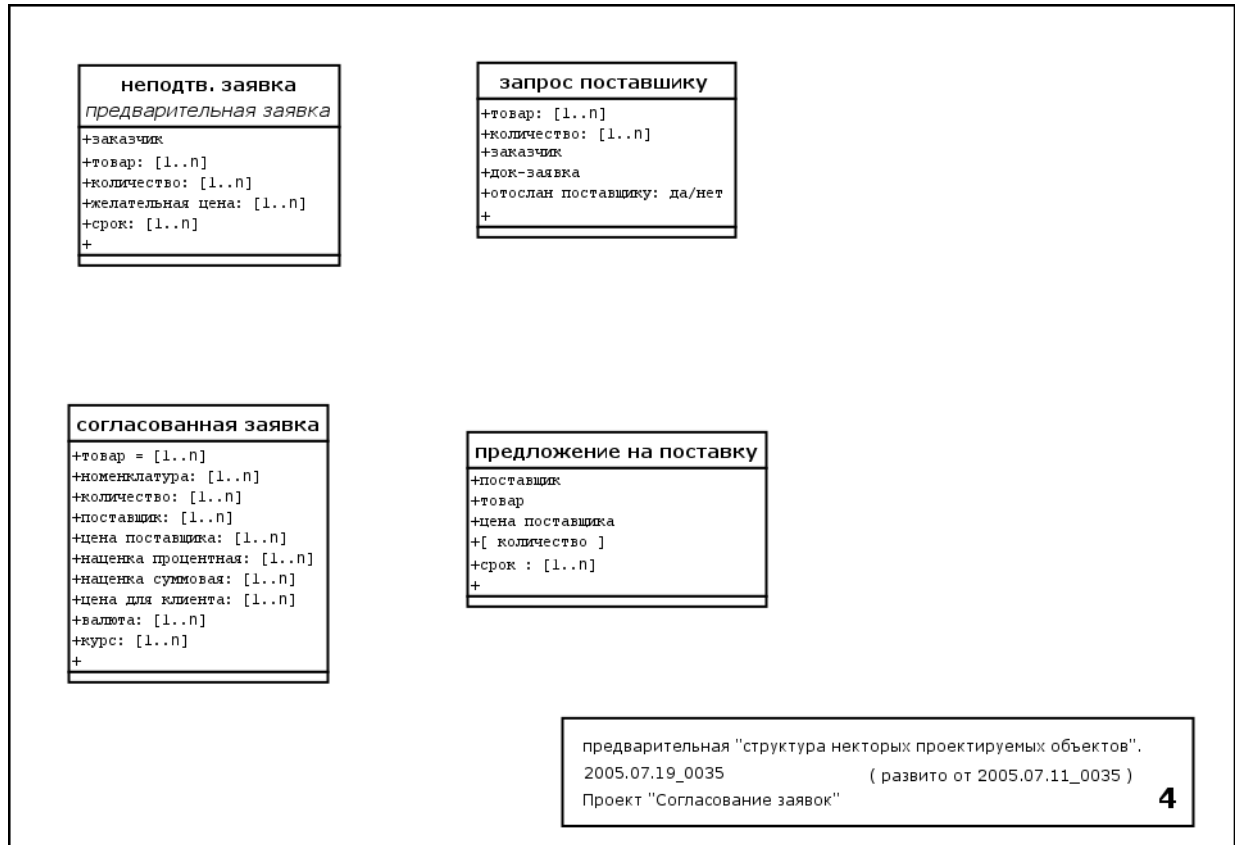 неподтв. заявка
предварительная заявка
+заказчик
+товар: [1..n]
+количество: [1..n]
+желательная цена: [1..n]
+срок: [1..n]
+
запрос поставшику
+товар: [1..n]
+количество: [1..n]
+заказчик
+док-заявка
+отослан поставщику: да/нет
+
согласованная заявка
+товар = [1..n]
+номенклатура: [1..n]
+количество: [1..n]
+поставщик: [1..n]
+цена поставщика: [1..n]
+наценка процентная: [1..n]
+наценка суммовая: [1..n]
+цена для клиента: [1..n]
+валюта: [1..n]
+курс: [1..n]
+
предложение на поставку
+поставщик
+товар
+цена поставщика
+[ количество ]
+срок : [1..n]
+
предварительная "структура некторых проектируемых объектов".
2005.07.19_0035 ( развито от 2005.07.11_0035 )
Проект "Согласование заявок" 4